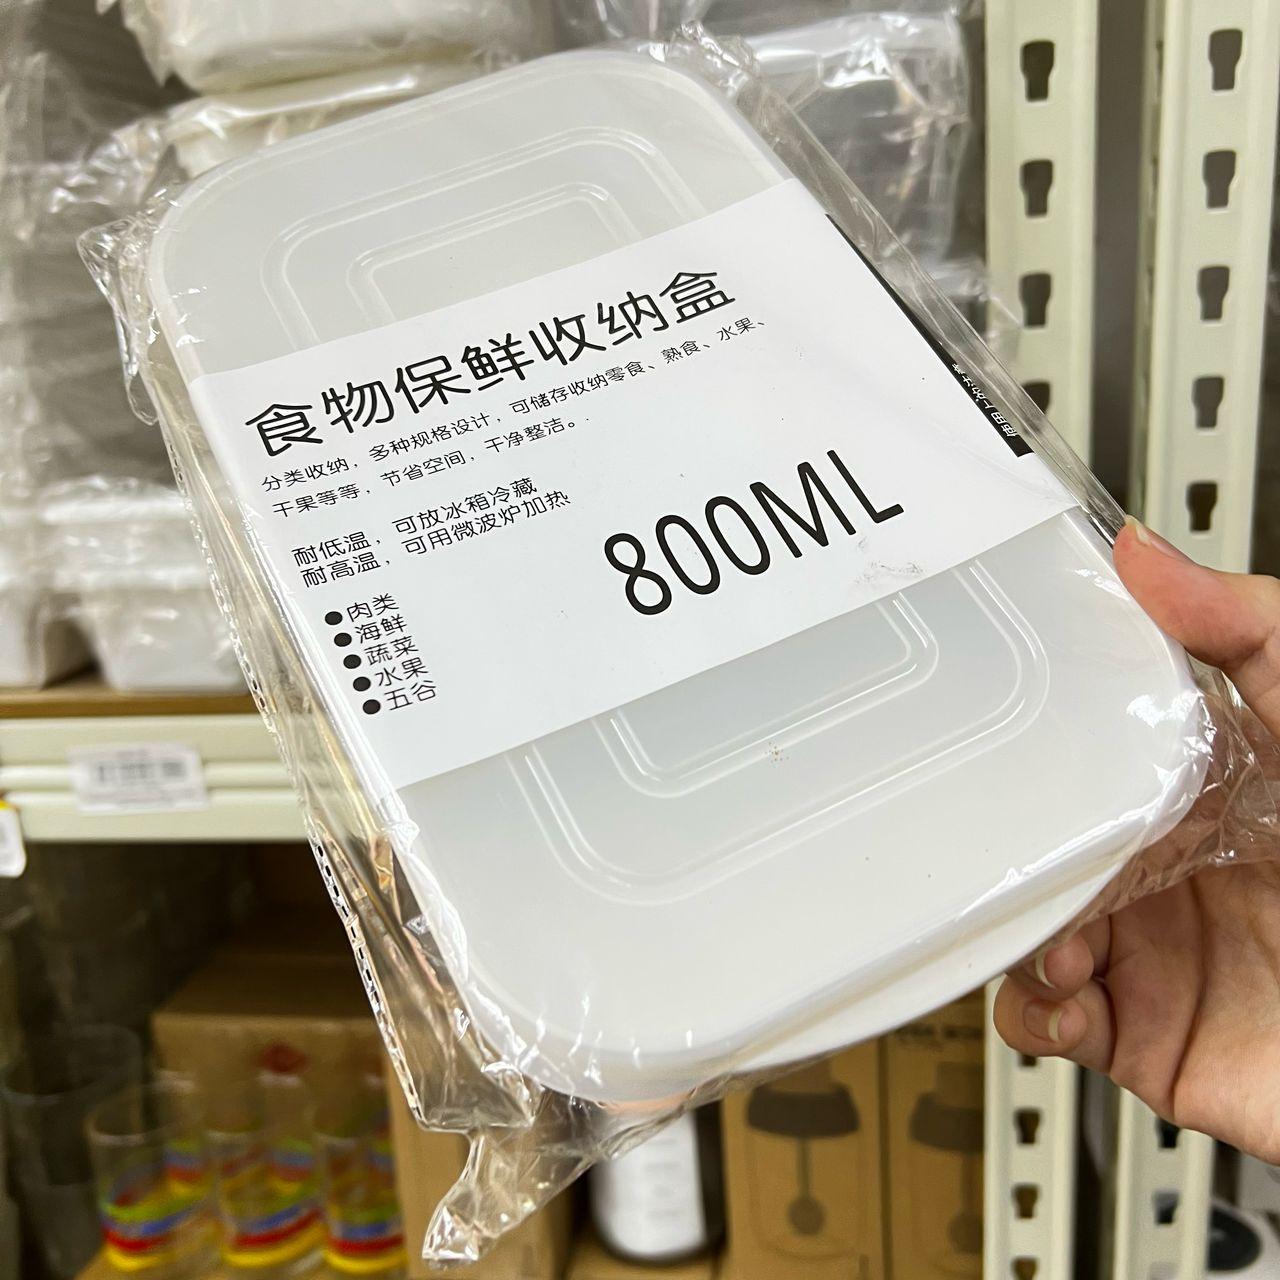 食物保鲜收纳盒
分类收纳，多种规格设计，可储存收纳零食、熟食、水果、
干果等等，节省空间，干净整洁。
耐低温，可放冰箱冷藏
耐高温，可用微波炉加热
●肉类
●海鲜
●蔬菜
●水果
●五谷
800ML